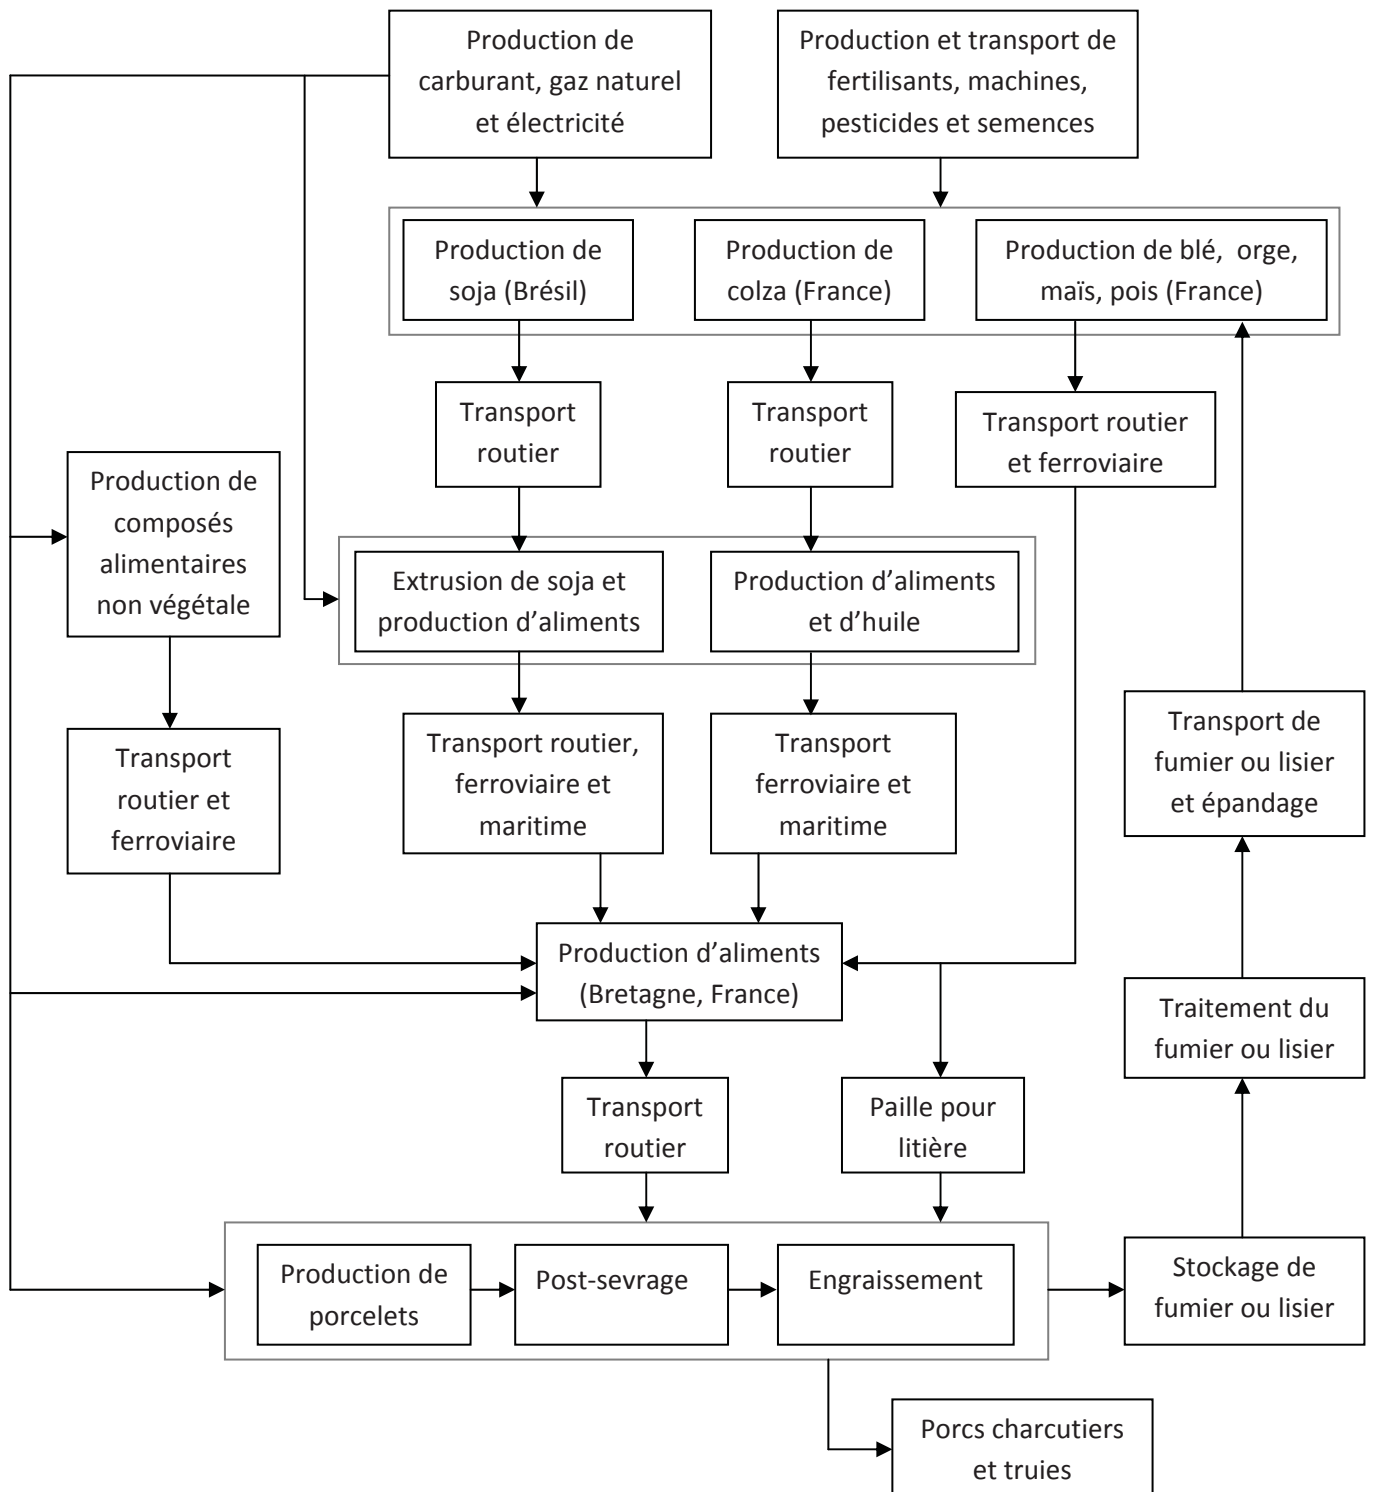 Production de
carburant, gaz naturel
et électricité
Production et transport de
fertilisants, machines,
pesticides et semences
Production de
soja (Brésil)
Production de
colza (France)
Production de blé, orge,
maïs, pois (France)
Transport
routier
Transport
routier
Transport routier
et ferroviaire
Production de
composés
alimentaires
non végétale
Extrusion de soja et
production d’aliments
Production d’aliments
et d’huile
Transport
routier et
ferroviaire
Transport routier,
ferroviaire et
maritime
Transport
ferroviaire et
maritime
Transport de
fumier ou lisier
et épandage
Production d’aliments
(Bretagne, France)
Traitement du
fumier ou lisier
Transport
routier
Paille pour
litière
Production de
porcelets
Post-sevrage
Engraissement
Stockage de
fumier ou lisier
Porcs charcutiers
et truies